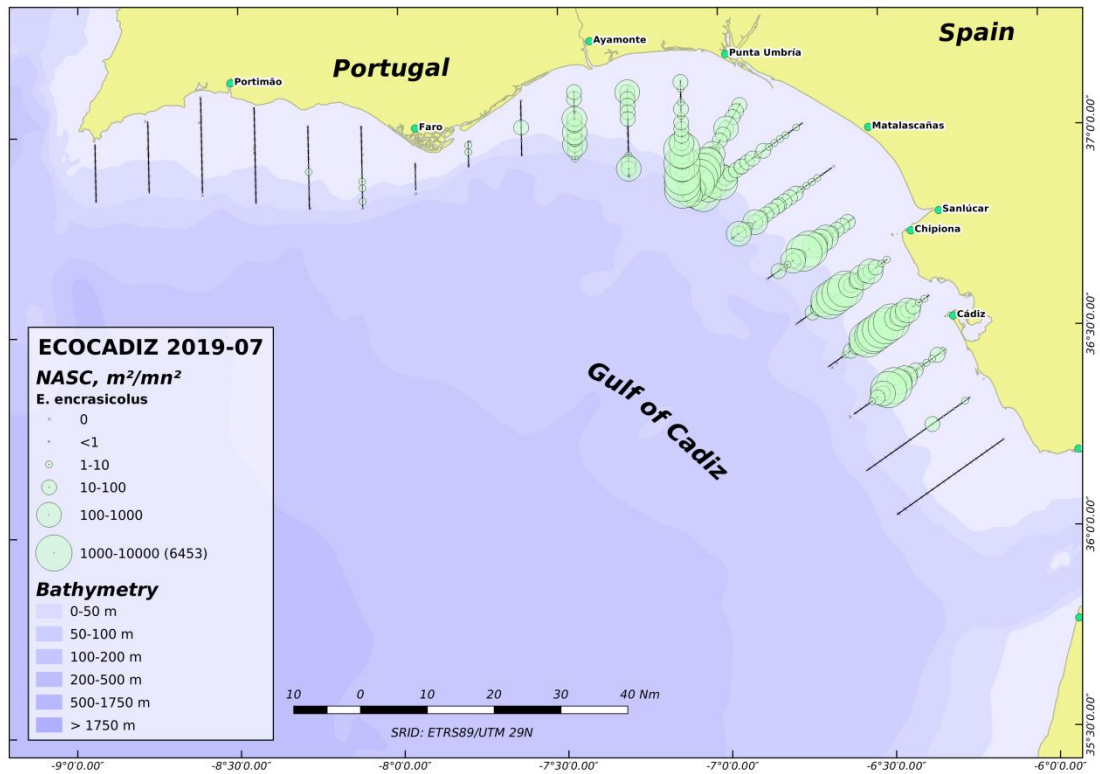 Spain
Portugal
Ayamonte
Punta Umbría
Portimão
Faro
Matalascañas
Sanlúcar
Chipiona
Cádiz
Gulf of Cadiz
ECOCADIZ 2019-07
NASC, m²/mn²
E. encrasicolus
0
<1
1-10
10-100
100-1000
1000-10000 (6453)
Bathymetry
0-50 m
50-100 m
100-200 m
200-500 m
500-1750 m
> 1750 m
10 0 10 20 30 40 Nm
SRID: ETRS89/UTM 29N
37°0'0.00"
36°30'0.00"
36°0'0.00"
35°30'0.00"
-9°0'0.00" -8°30'0.00" -8°0'0.00" -7°30'0.00" -7°0'0.00" -6°30'0.00" -6°0'0.00"